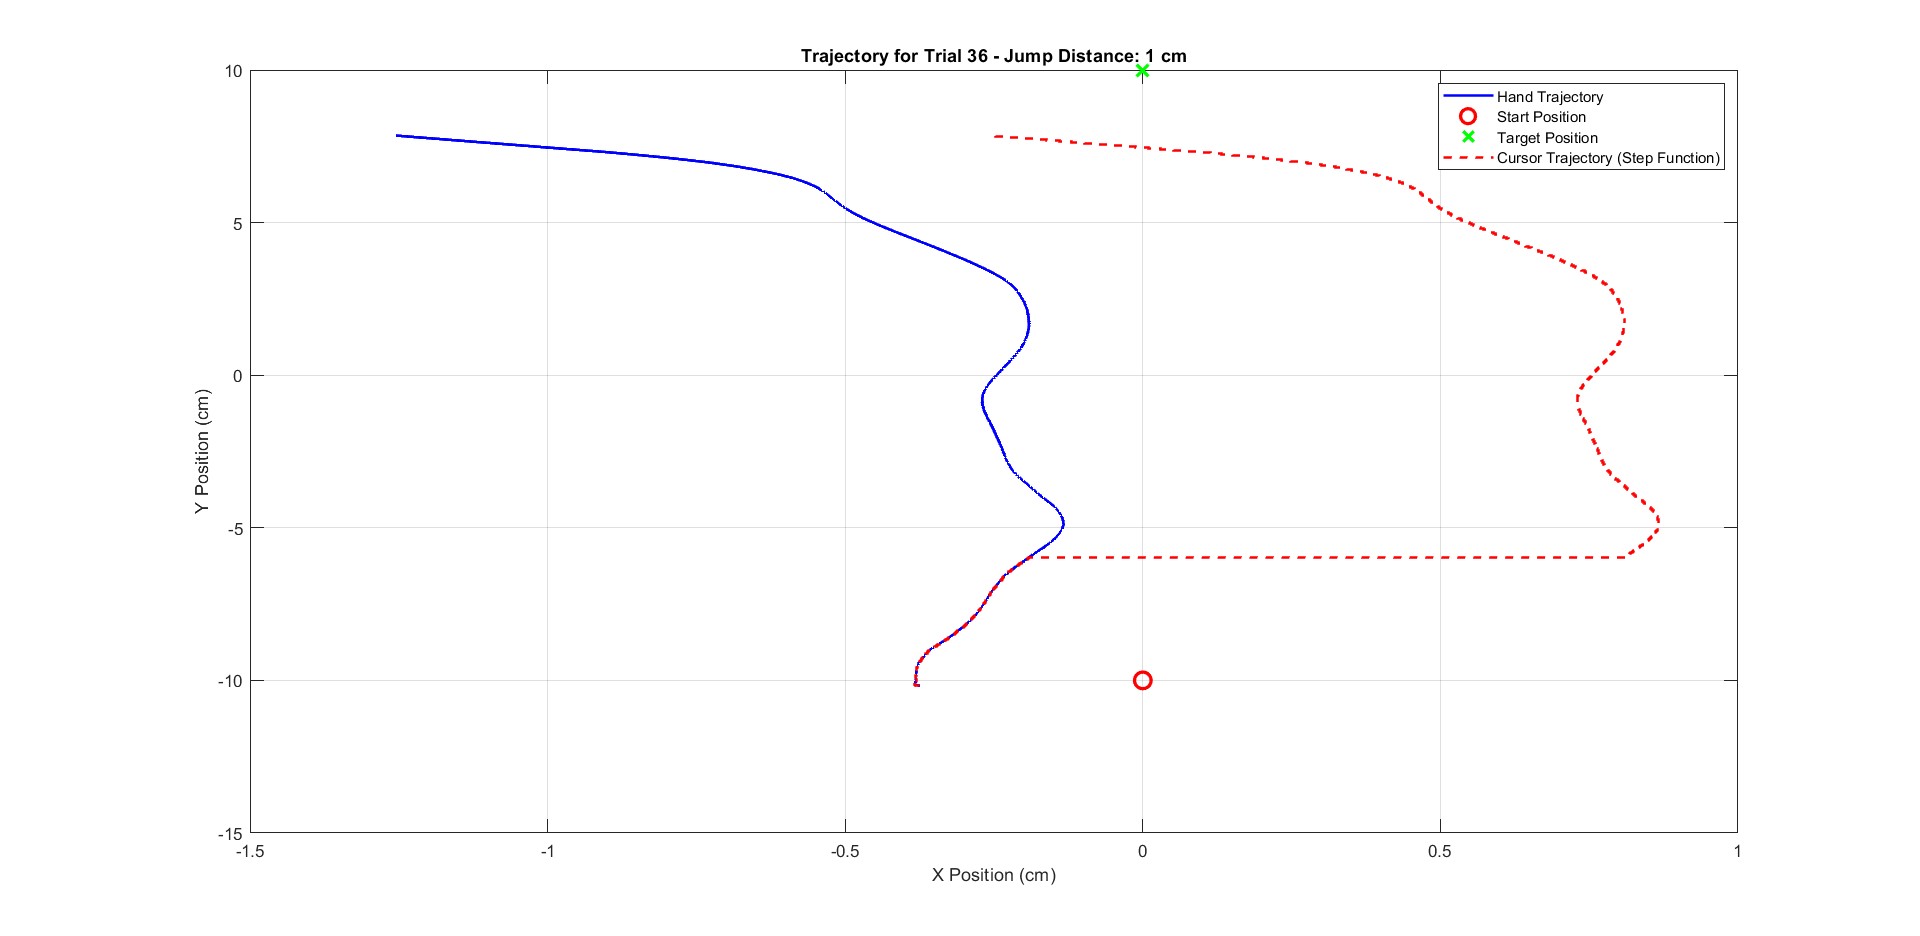 Trajectory for Trial 36 - Jump Distance: 1 cm
Hand Trajectory
Start Position
Target Position
Cursor Trajectory (Step Function)
Y Position (cm)
10
5
0
-5
-10
-15
-1.5
-1
-0.5
0
0.5
1
X Position (cm)